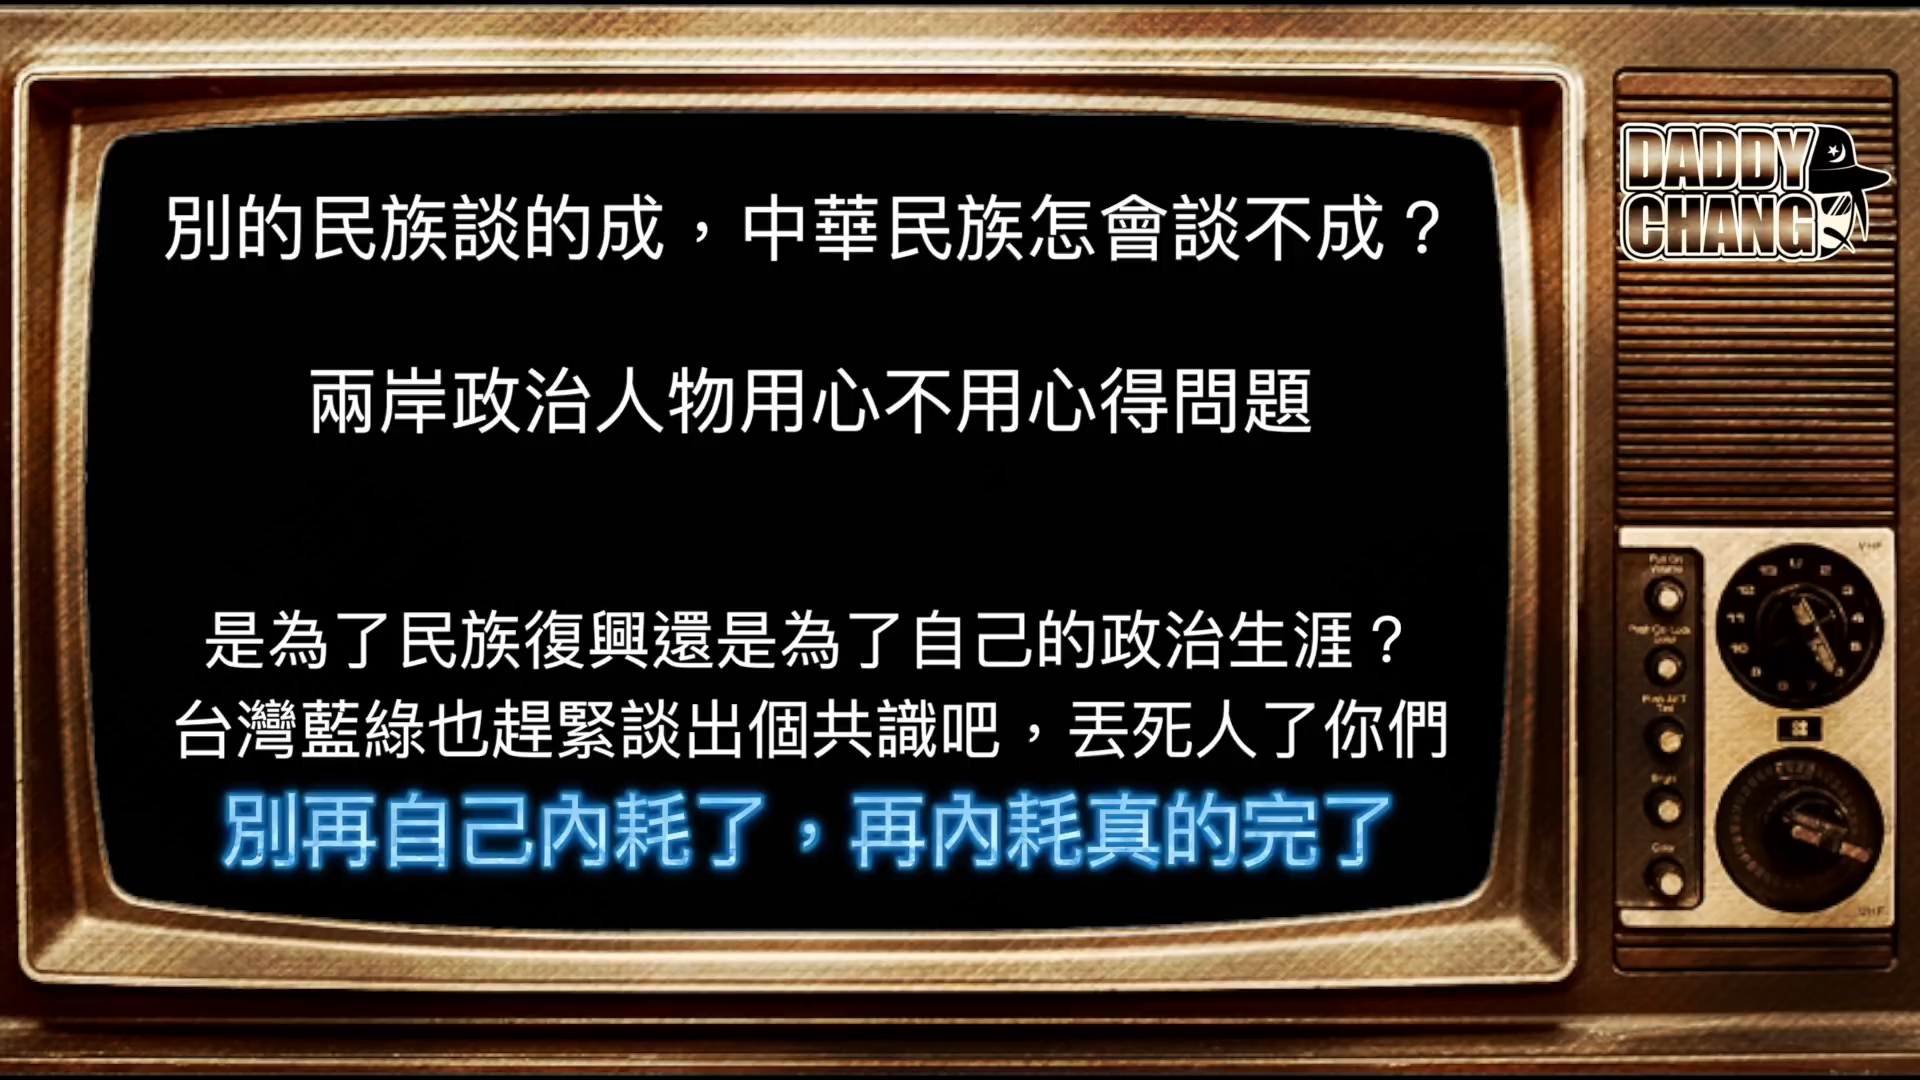 別的民族談的成，中華民族怎會談不成？
兩岸政治人物用心不用心得問題
是為了民族復興還是為了自己的政治生涯？
台灣藍綠也趕緊談出個共識吧，丟死人了你們
別再自己內耗了，再內耗真的完了
DADDY
CHANG